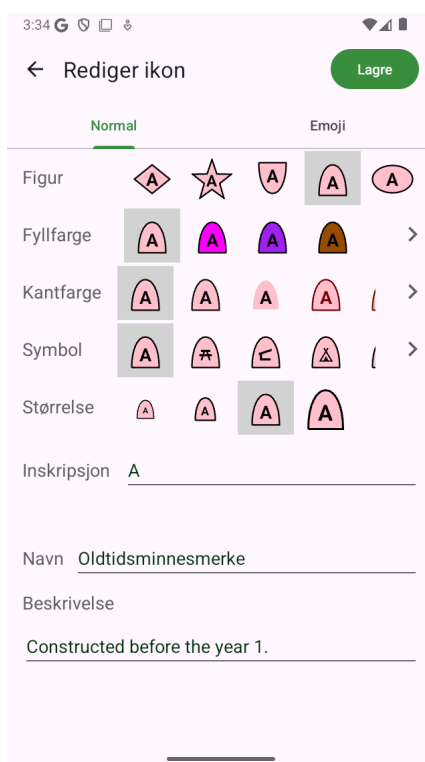 3:34
Rediger ikon
Lagre
Normal Emoji
Figur A A A A A
Fyllfarge A A A A
Kantfarge A A A A
Symbol A
Størrelse A A A A
Inskripsjon A
Navn Oldtidsminnesmerke
Beskrivelse
Constructed before the year 1.